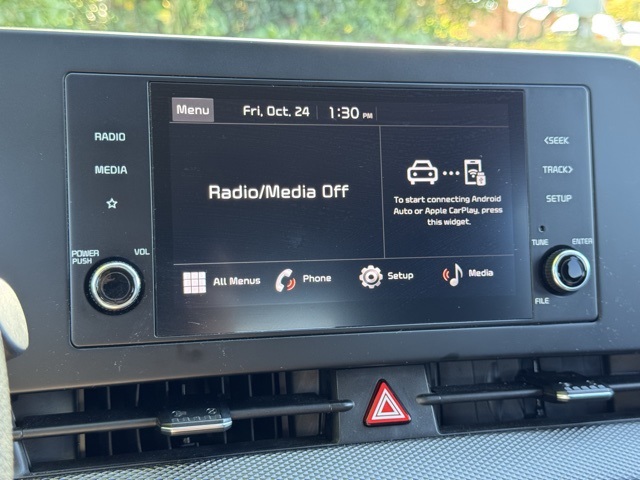 Menu Fri, Oct. 24 1:30 PM
RADIO
MEDIA
POWER PUSH VOL
Radio/Media Off
To start connecting Android
Auto or Apple CarPlay, press
this widget.
All Menus Phone Setup Media
<SEEK
TRACK>
SETUP
TUNE ENTER
FILE